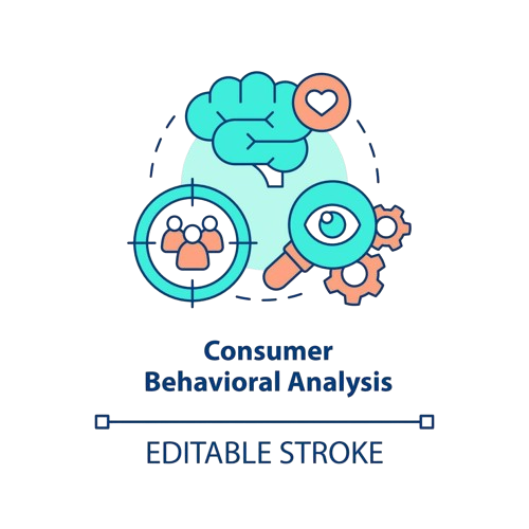 Consumer
Behavioral Analysis
EDITABLE STROKE